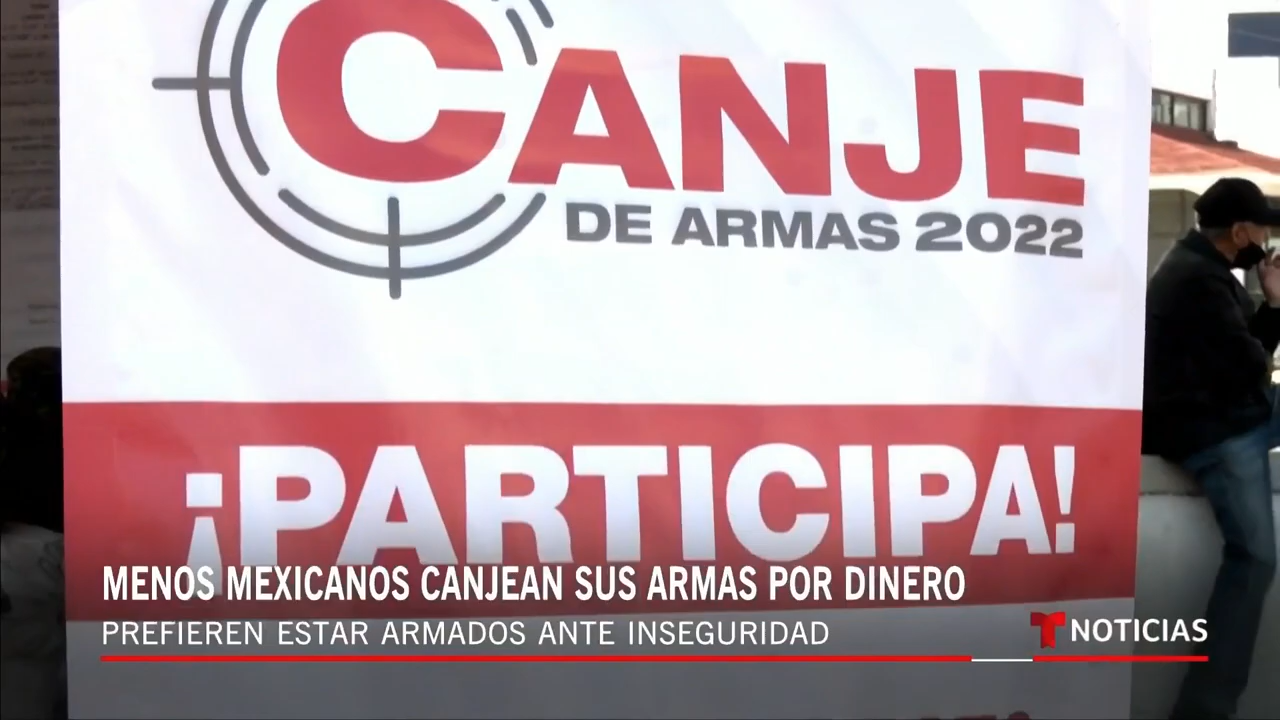 CANJE
DE ARMAS 2022
¡PARTICIPA!
MENOS MEXICANOS CANJEAN SUS ARMAS POR DINERO
PREFIEREN ESTAR ARMADOS ANTE INSEGURIDAD
NOTICIAS